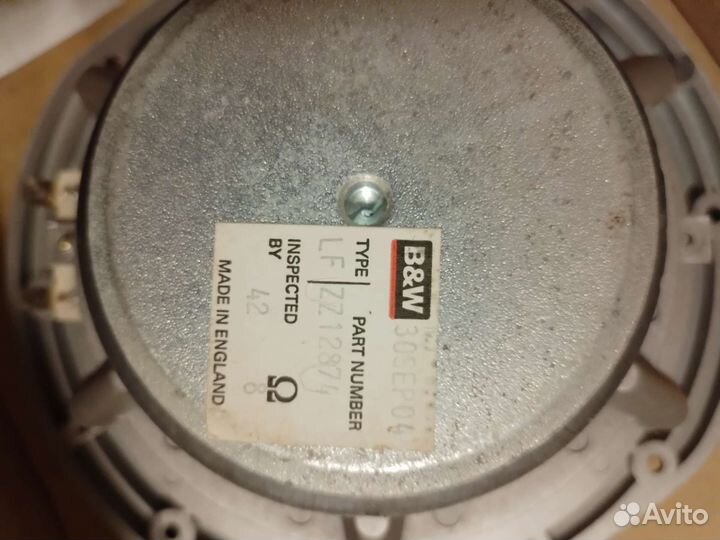 B&W
30SEP04
TYPE PART NUMBER
LF ZZ12874
INSPECTED BY
42 Ω 8
MADE IN ENGLAND
Avito